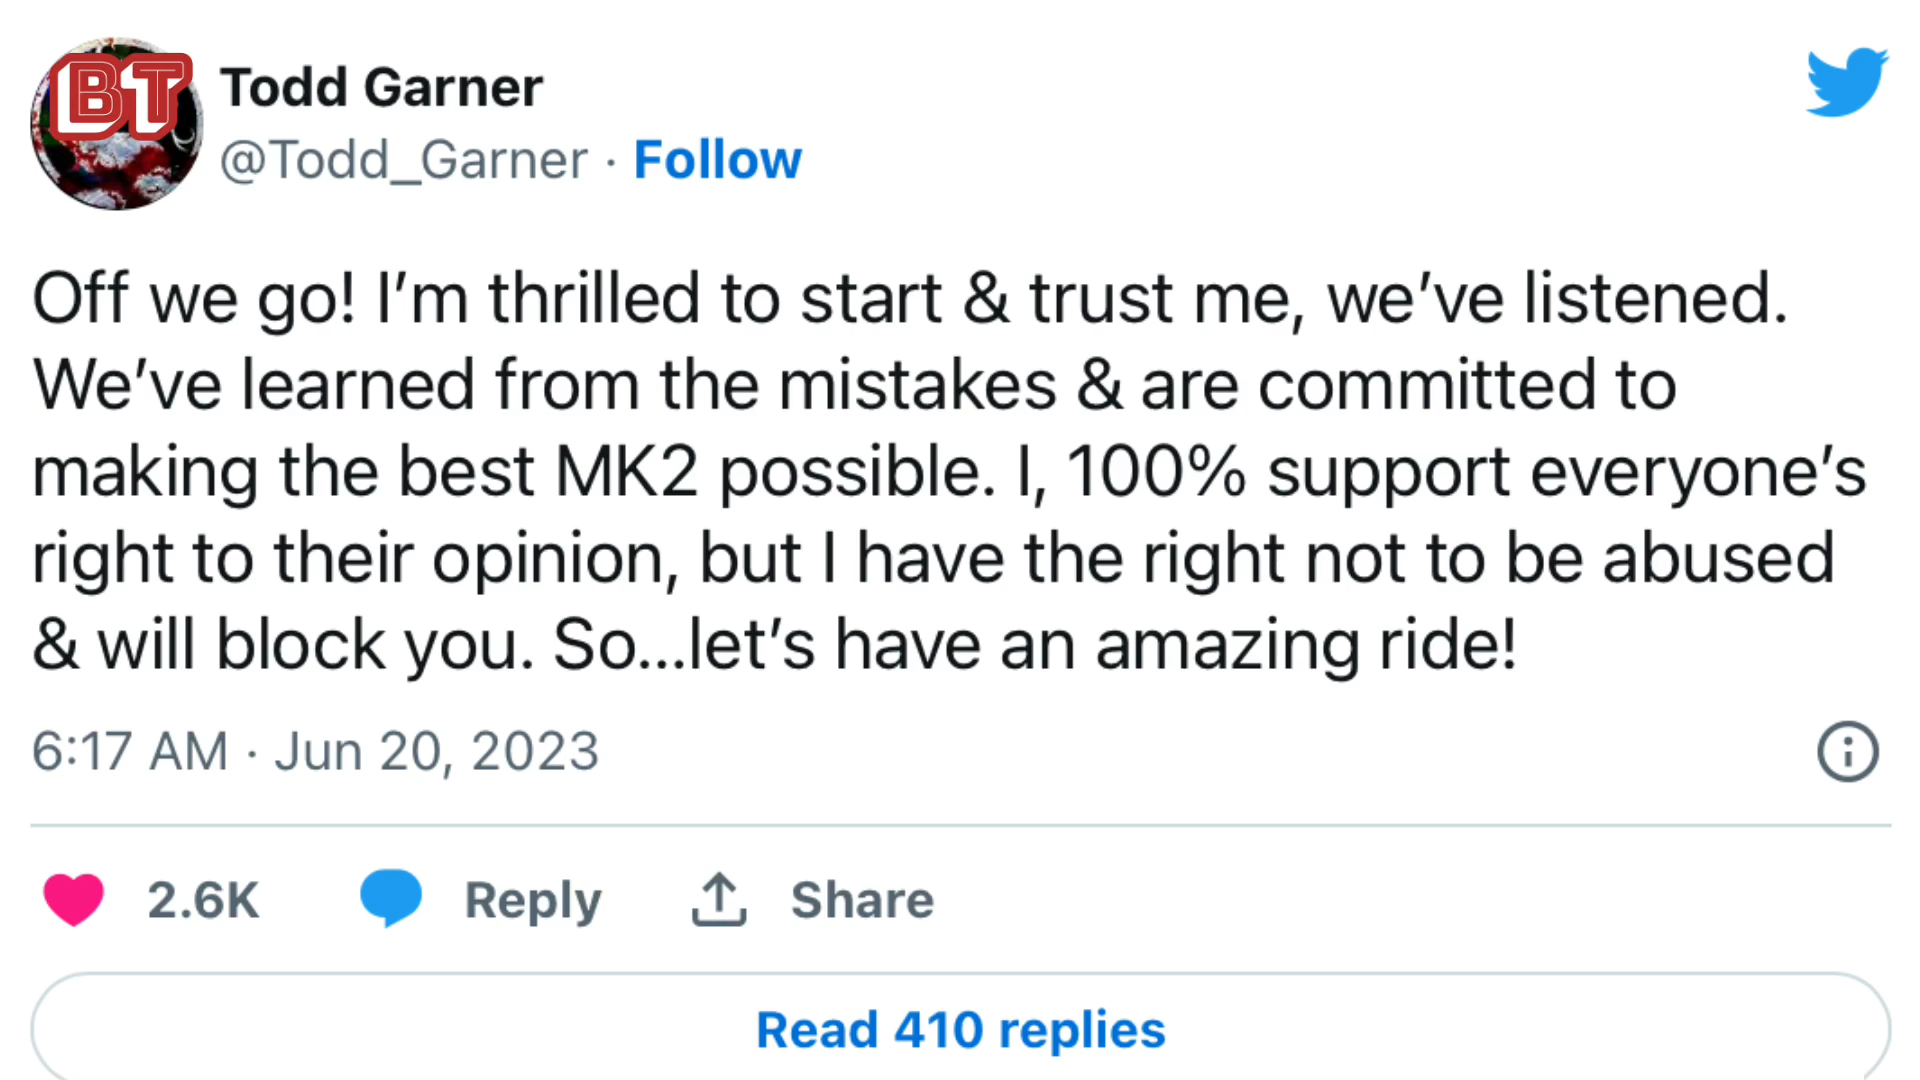 BT
Todd Garner
@Todd_Garner · Follow
Off we go! I’m thrilled to start & trust me, we’ve listened.
We’ve learned from the mistakes & are committed to
making the best MK2 possible. I, 100% support everyone’s
right to their opinion, but I have the right not to be abused
& will block you. So...let’s have an amazing ride!
6:17 AM · Jun 20, 2023
2.6K Reply Share
Read 410 replies